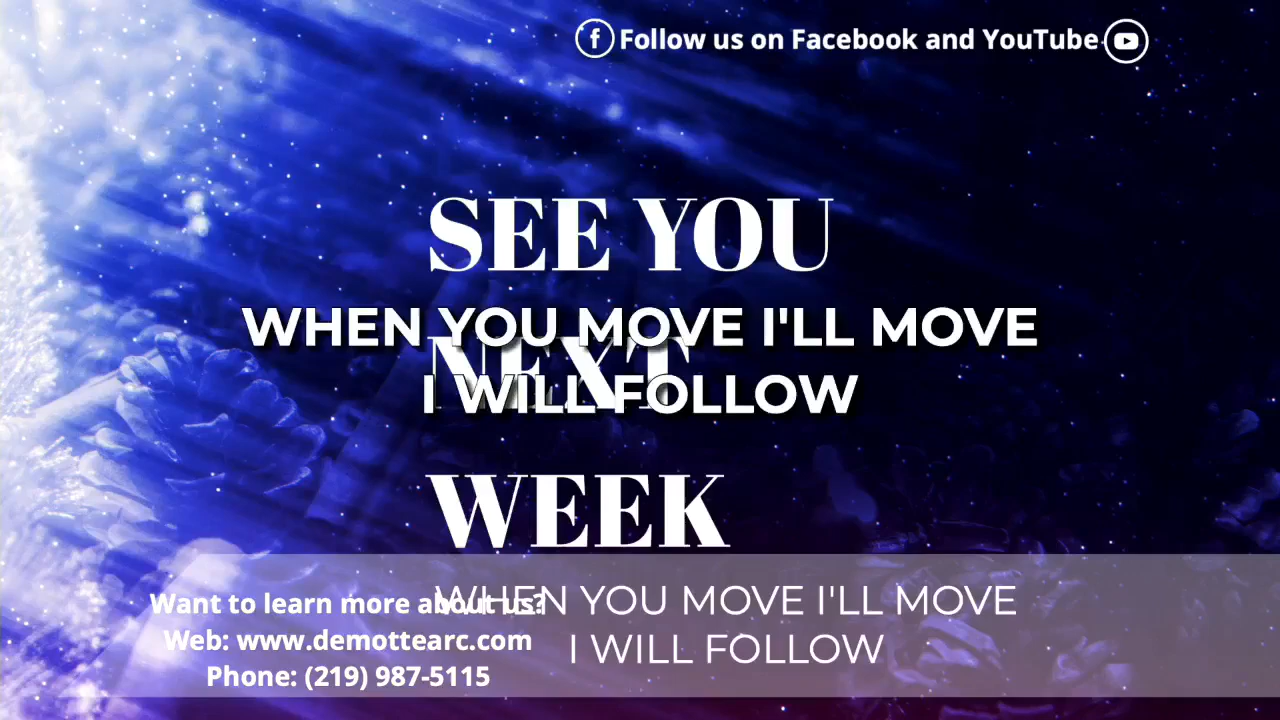 Follow us on Facebook and YouTube
SEE YOU
WHEN YOU MOVE I'LL MOVE
NEXT
I WILL FOLLOW
WEEK
WHEN YOU MOVE I'LL MOVE
I WILL FOLLOW
Want to learn more about us?
Web: www.demottearc.com
Phone: (219) 987-5115